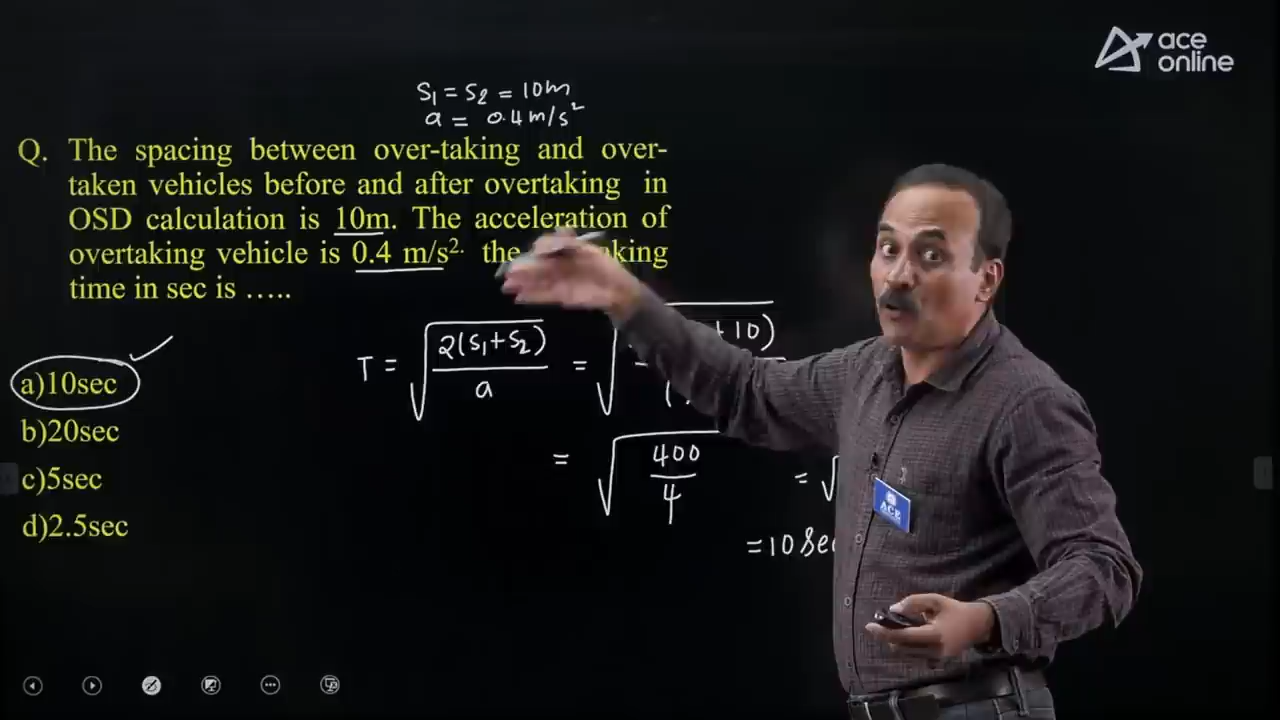 ace
online
S1 = S2 = 10m
a = 0.4 m/s²
Q. The spacing between over-taking and over-
taken vehicles before and after overtaking in
OSD calculation is 10m. The acceleration of
overtaking vehicle is 0.4 m/s²· the
time in sec is …..
T = √(2(S1+S2)/a) = √( + 10)
a)10sec
= √(400/4) = √
b)20sec
c)5sec
=10 Sec
d)2.5sec
ACE